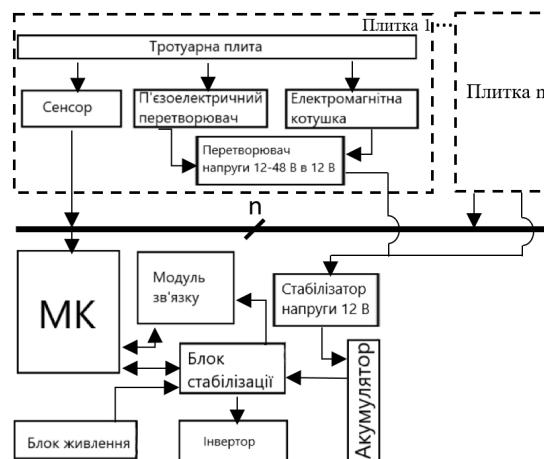 Плитка 1
Тротуарна плита
Плитка n
Сенсор
П'єзоелектричний
перетворювач
Електромагнітна
котушка
Перетворювач
напруги 12-48 В в 12 В
n
МК
Модуль
зв'язку
Стабілізатор
напруги 12 В
Блок
стабілізації
Акумулятор
Блок живлення
Інвертор